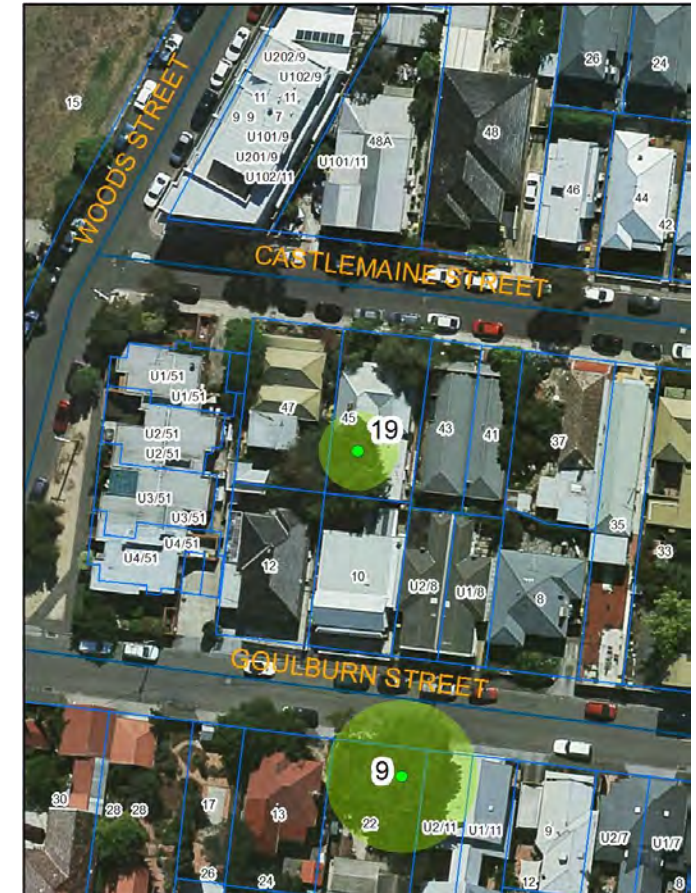 U202/9
26
24
U102/9
15
11
11
9
9
7
U101/9
48A
48
U201/9
U101/11
U102/11
46
44
42
WOODS STREET
CASTLEMAINE STREET
U1/51
U1/51
47
45
19
43
41
37
U2/51
U2/51
U3/51
U3/51
35
U4/51
U4/51
33
12
10
U2/8
U1/8
8
GOULBURN STREET
9
30
28
28
17
13
22
U2/11
U1/11
9
U2/7
U1/7
26
24
12